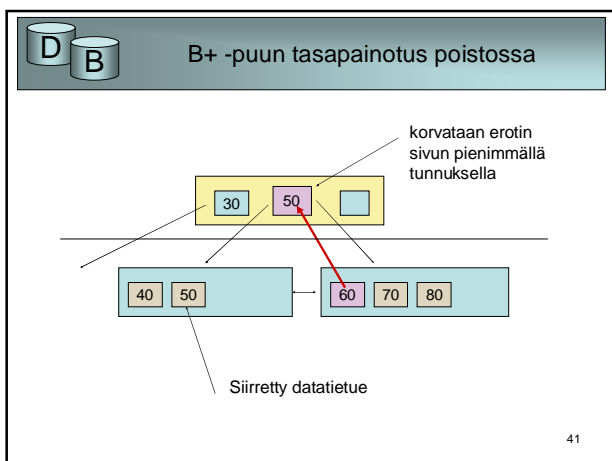 D B
B+ -puun tasapainotus poistossa
korvataan erotin
sivun pienimmällä
tunnuksella
30 50
40 50 60 70 80
Siirretty datatietue
41